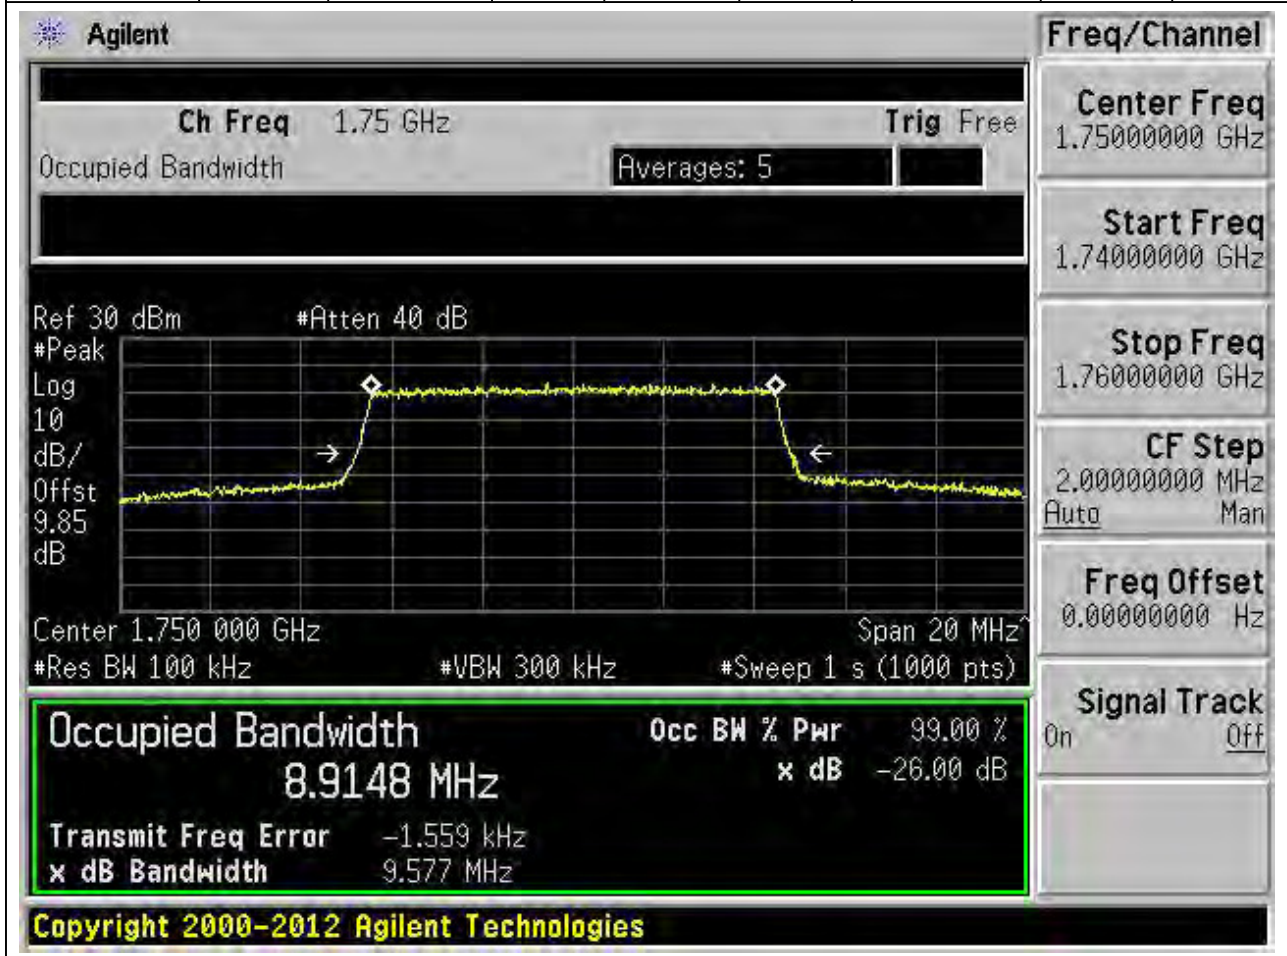 Agilent
Freq/Channel
Ch Freq 1.75 GHz Trig Free
Occupied Bandwidth Averages: 5
Center Freq
1.75000000 GHz
Start Freq
1.74000000 GHz
Stop Freq
1.76000000 GHz
CF Step
2.00000000 MHz
Auto Man
Freq Offset
0.00000000 Hz
Signal Track
On Off
Ref 30 dBm #Atten 40 dB
#Peak
Log
10
dB/
Offst
9.85
dB
Center 1.750 000 GHz Span 20 MHz^
#Res BW 100 kHz #VBW 300 kHz #Sweep 1 s (1000 pts)
Occupied Bandwidth
8.9148 MHz
Occ BW % Pwr 99.00 %
x dB -26.00 dB
Transmit Freq Error -1.559 kHz
x dB Bandwidth 9.577 MHz
Copyright 2000-2012 Agilent Technologies